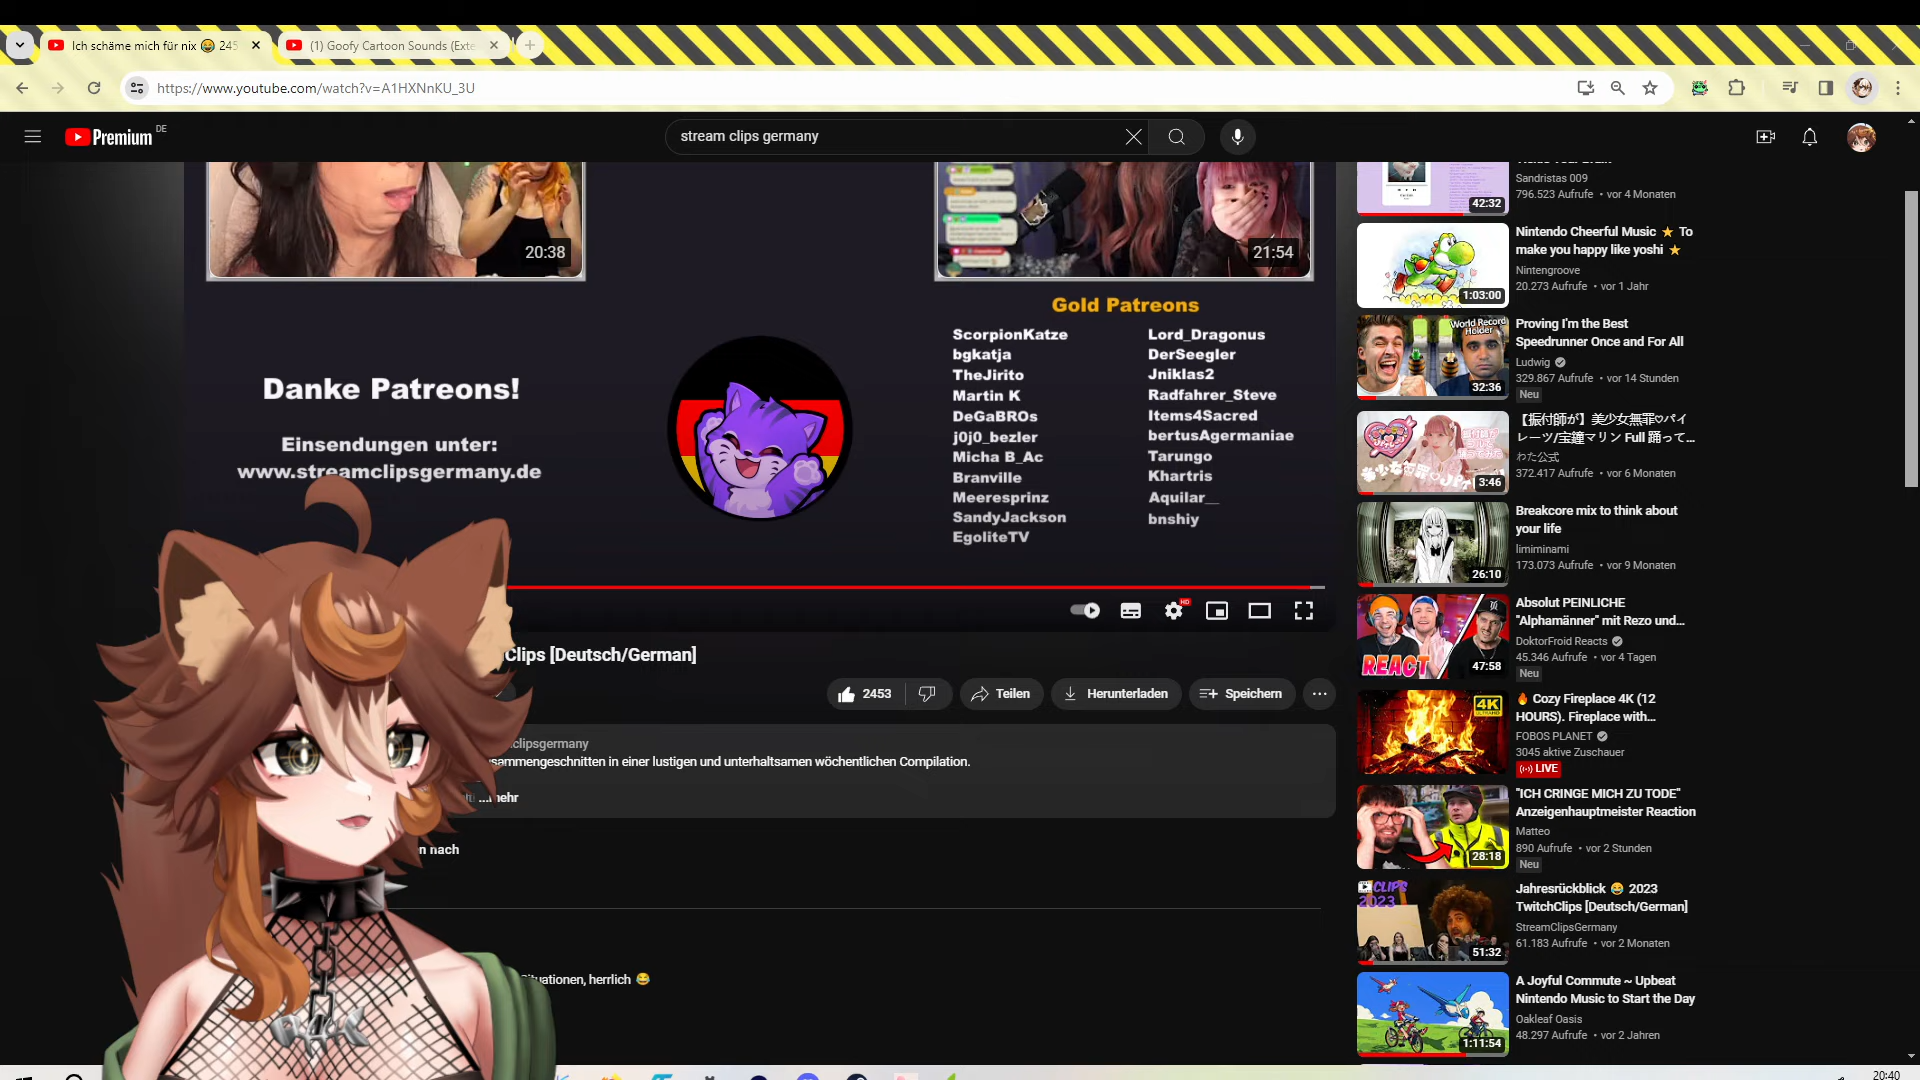 Ich schäme mich für nix 😂 245
(1) Goofy Cartoon Sounds (Exte
https://www.youtube.com/watch?v=A1HXNnKU_3U
Premium DE
stream clips germany
20:38
21:54
Gold Patreons
ScorpionKatze
bgkatja
TheJirito
Martin K
DeGaBROs
j0j0_bezler
Micha B_Ac
Branville
Meeresprinz
SandyJackson
EgoliteTV
Lord_Dragonus
DerSeegler
Jniklas2
Radfahrer_Steve
Items4Sacred
bertusAgermaniae
Tarungo
Khartris
Aquilar__
bnshiy
Danke Patreons!
Einsendungen unter:
www.streamclipsgermany.de
HD
Clips [Deutsch/German]
2453
Teilen
Herunterladen
Speichern
clipsgermany
sammengeschnitten in einer lustigen und unterhaltsamen wöchentlichen Compilation.
...mehr
n nach
tuationen, herrlich 😂
Sandristas 009
796.523 Aufrufe • vor 4 Monaten
42:32
Nintendo Cheerful Music ⭐ To
make you happy like yoshi ⭐
Nintengroove
20.273 Aufrufe • vor 1 Jahr
1:03:00
World Record
Holder
Proving I'm the Best
Speedrunner Once and For All
Ludwig
329.867 Aufrufe • vor 14 Stunden
Neu
32:36
【振付師が】美少女無罪♡パイ
レーツ/宝鐘マリン Full 踊って...
わた公式
372.417 Aufrufe • vor 6 Monaten
3:46
Breakcore mix to think about
your life
limiminami
173.073 Aufrufe • vor 9 Monaten
26:10
Absolut PEINLICHE
"Alphamänner" mit Rezo und...
DoktorFroid Reacts
45.346 Aufrufe • vor 4 Tagen
Neu
REACT
47:58
🔥 Cozy Fireplace 4K (12
HOURS). Fireplace with...
FOBOS PLANET
3045 aktive Zuschauer
LIVE
4K
"ICH CRINGE MICH ZU TODE"
Anzeigenhauptmeister Reaction
Matteo
890 Aufrufe • vor 2 Stunden
Neu
28:18
CLIPS
2023
Jahresrückblick 😂 2023
TwitchClips [Deutsch/German]
StreamClipsGermany
61.183 Aufrufe • vor 2 Monaten
51:32
A Joyful Commute ~ Upbeat
Nintendo Music to Start the Day
Oakleaf Oasis
48.297 Aufrufe • vor 2 Jahren
1:11:54
20:40